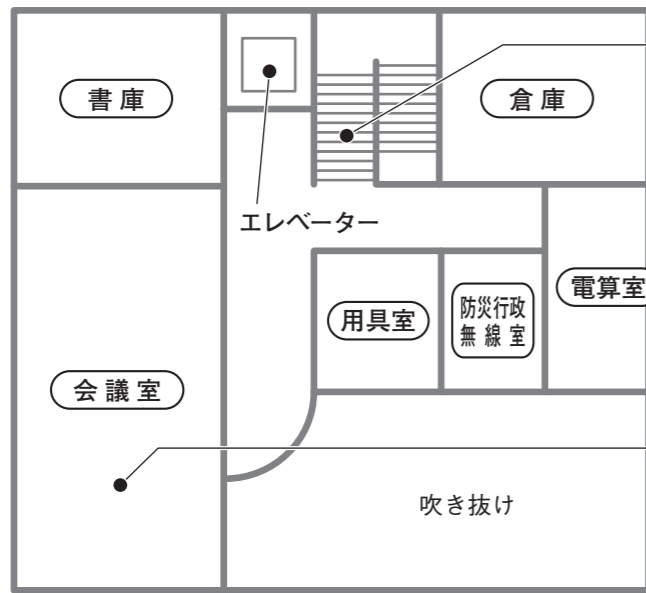 書庫
倉庫
エレベーター
電算室
用具室
防災行政
無線室
会議室
吹き抜け